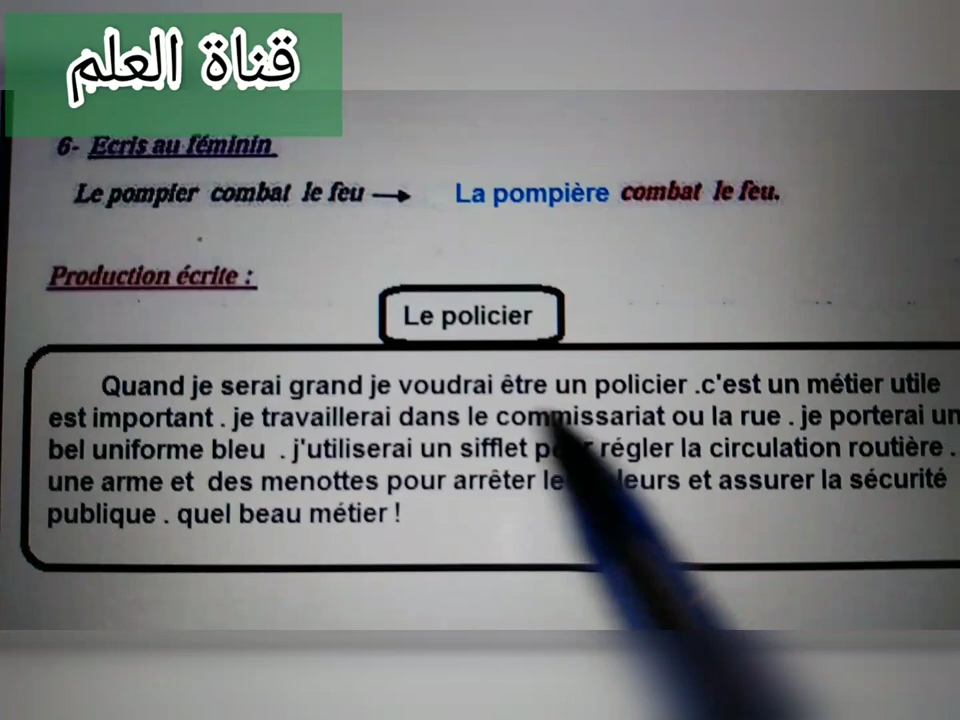 قناة العلم
6- Ecris au féminin
Le pompier combat le feu → La pompière combat le feu.
Production écrite :
Le policier
Quand je serai grand je voudrai être un policier .c'est un métier utile
est important . je travaillerai dans le commissariat ou la rue . je porterai un
bel uniforme bleu . j'utiliserai un sifflet régler la circulation routière .
une arme et des menottes pour arrêter et assurer la sécurité
publique . quel beau métier !